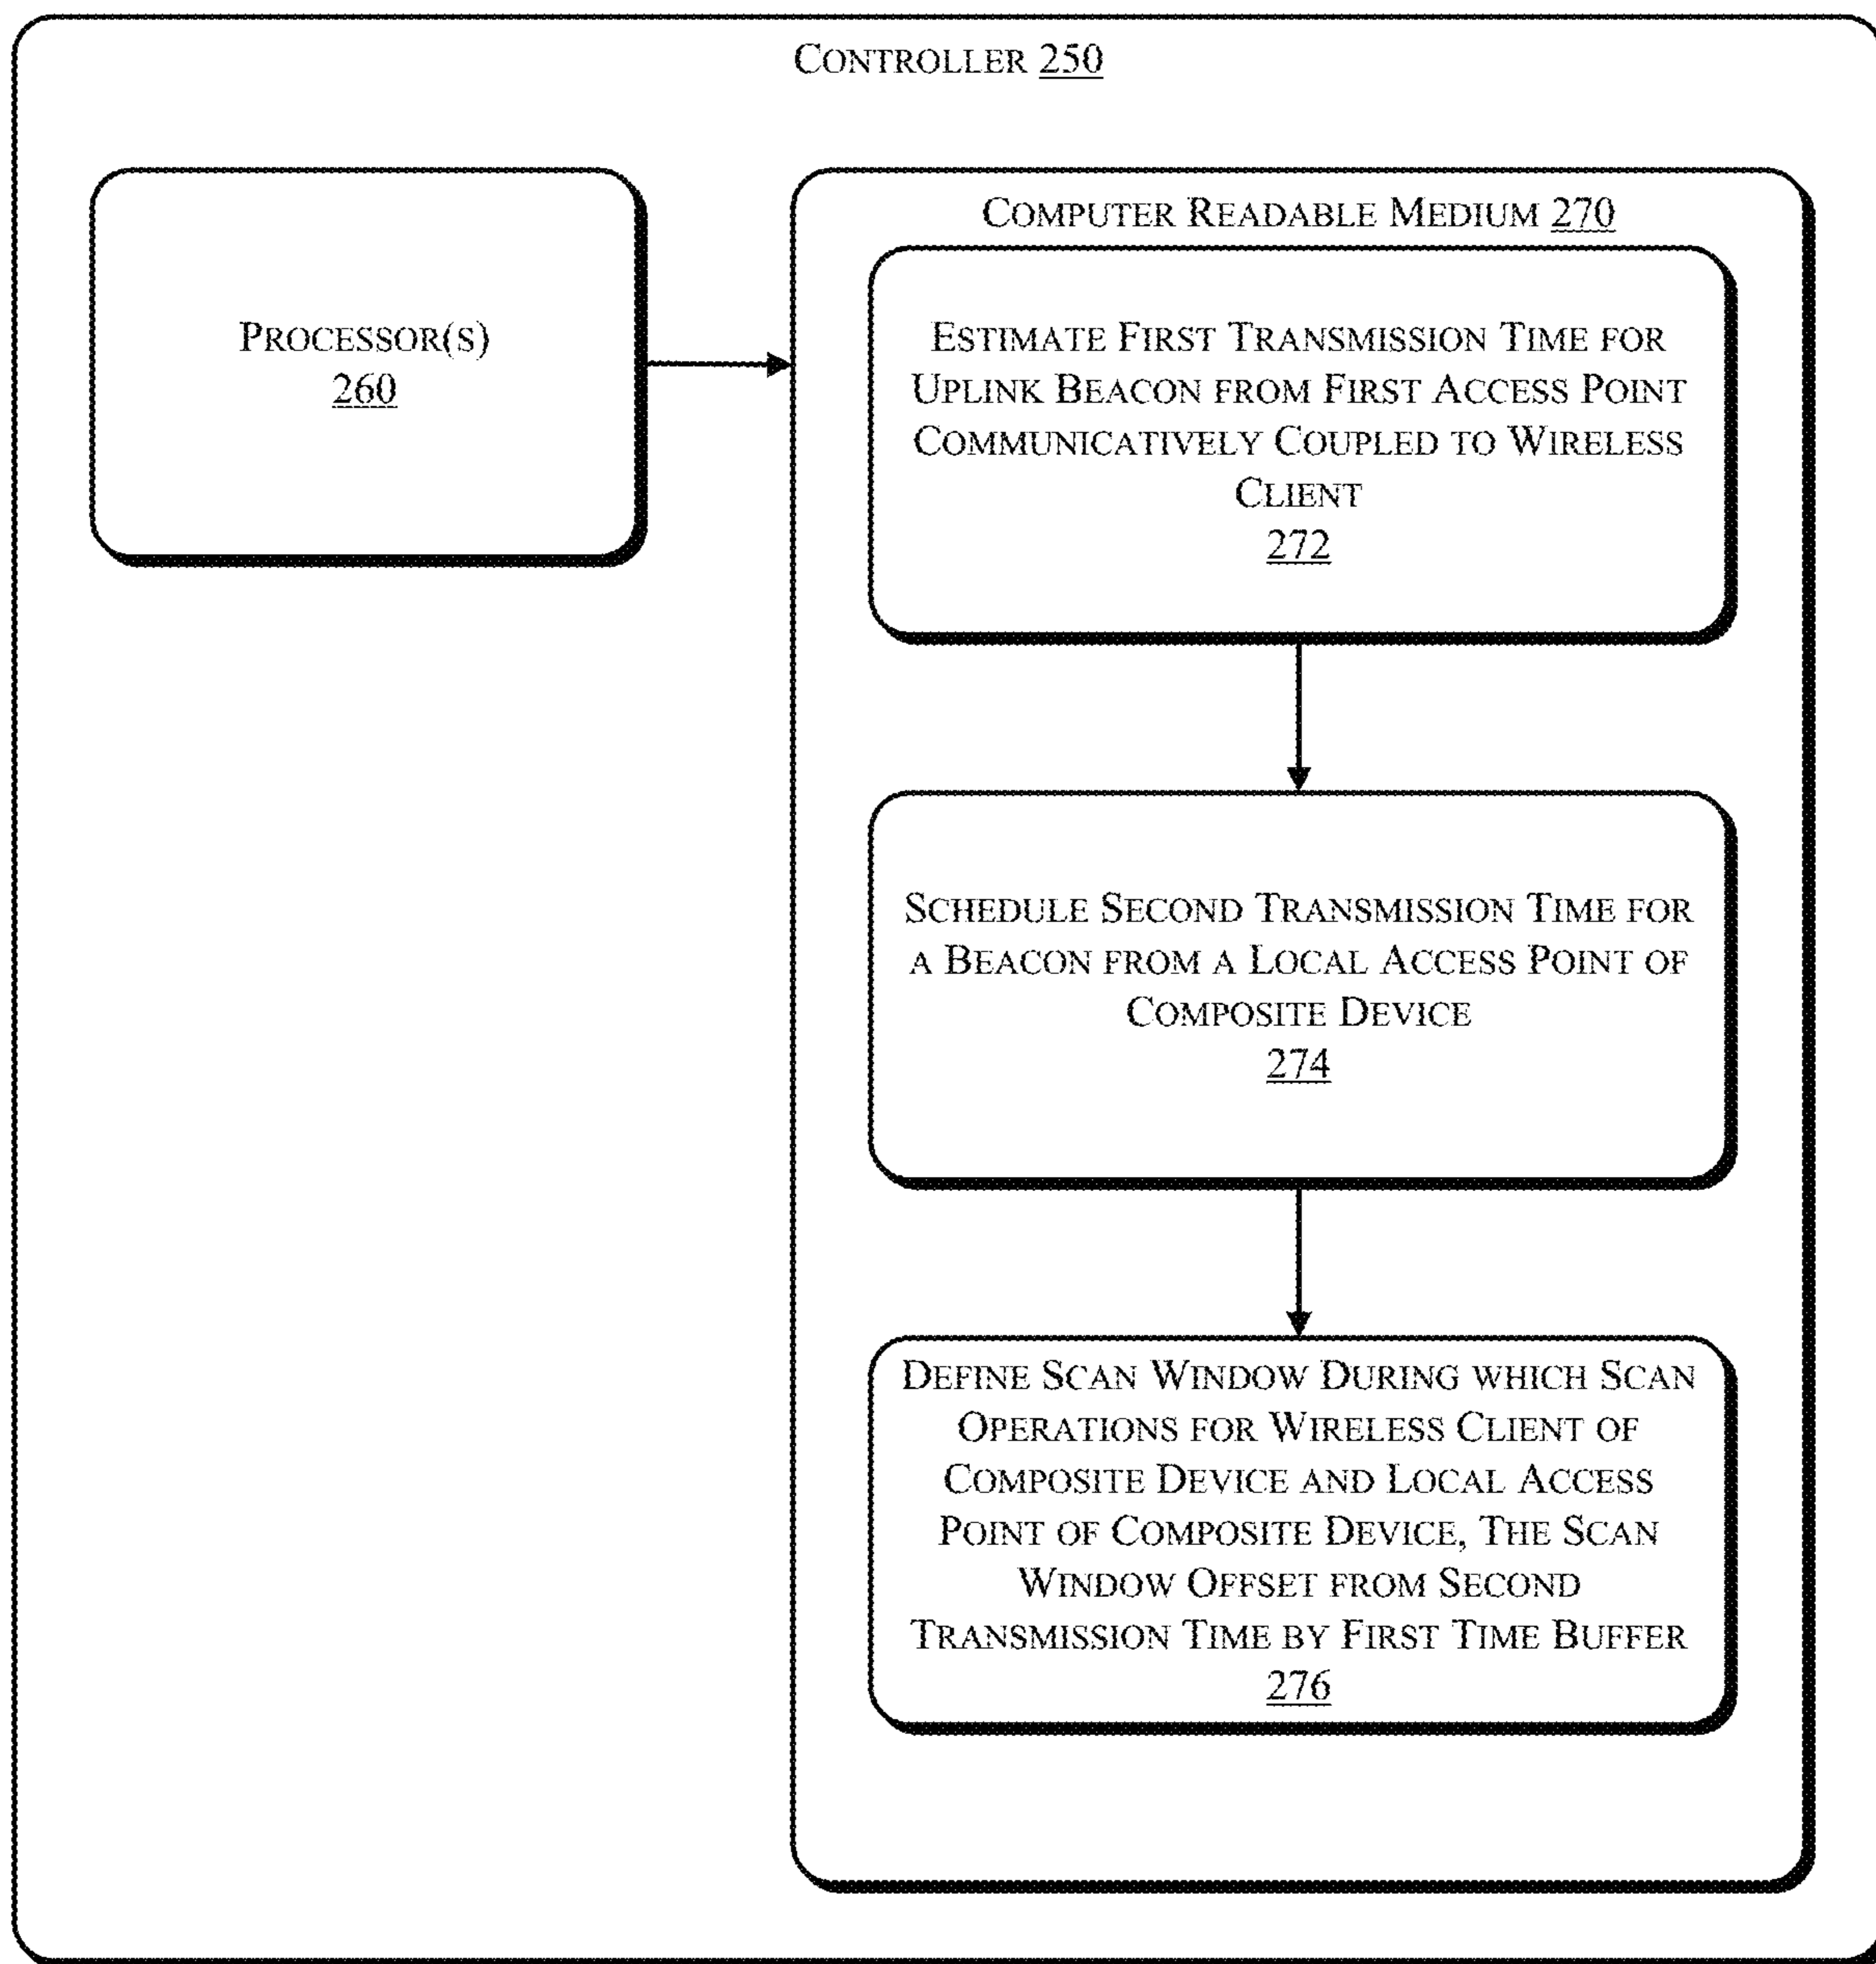 CONTROLLER 250
PROCESSOR(S)
260
COMPUTER READABLE MEDIUM 270
ESTIMATE FIRST TRANSMISSION TIME FOR
UPLINK BEACON FROM FIRST ACCESS POINT
COMMUNICATIVELY COUPLED TO WIRELESS
CLIENT
272
SCHEDULE SECOND TRANSMISSION TIME FOR
A BEACON FROM A LOCAL ACCESS POINT OF
COMPOSITE DEVICE
274
DEFINE SCAN WINDOW DURING WHICH SCAN
OPERATIONS FOR WIRELESS CLIENT OF
COMPOSITE DEVICE AND LOCAL ACCESS
POINT OF COMPOSITE DEVICE, THE SCAN
WINDOW OFFSET FROM SECOND
TRANSMISSION TIME BY FIRST TIME BUFFER
276